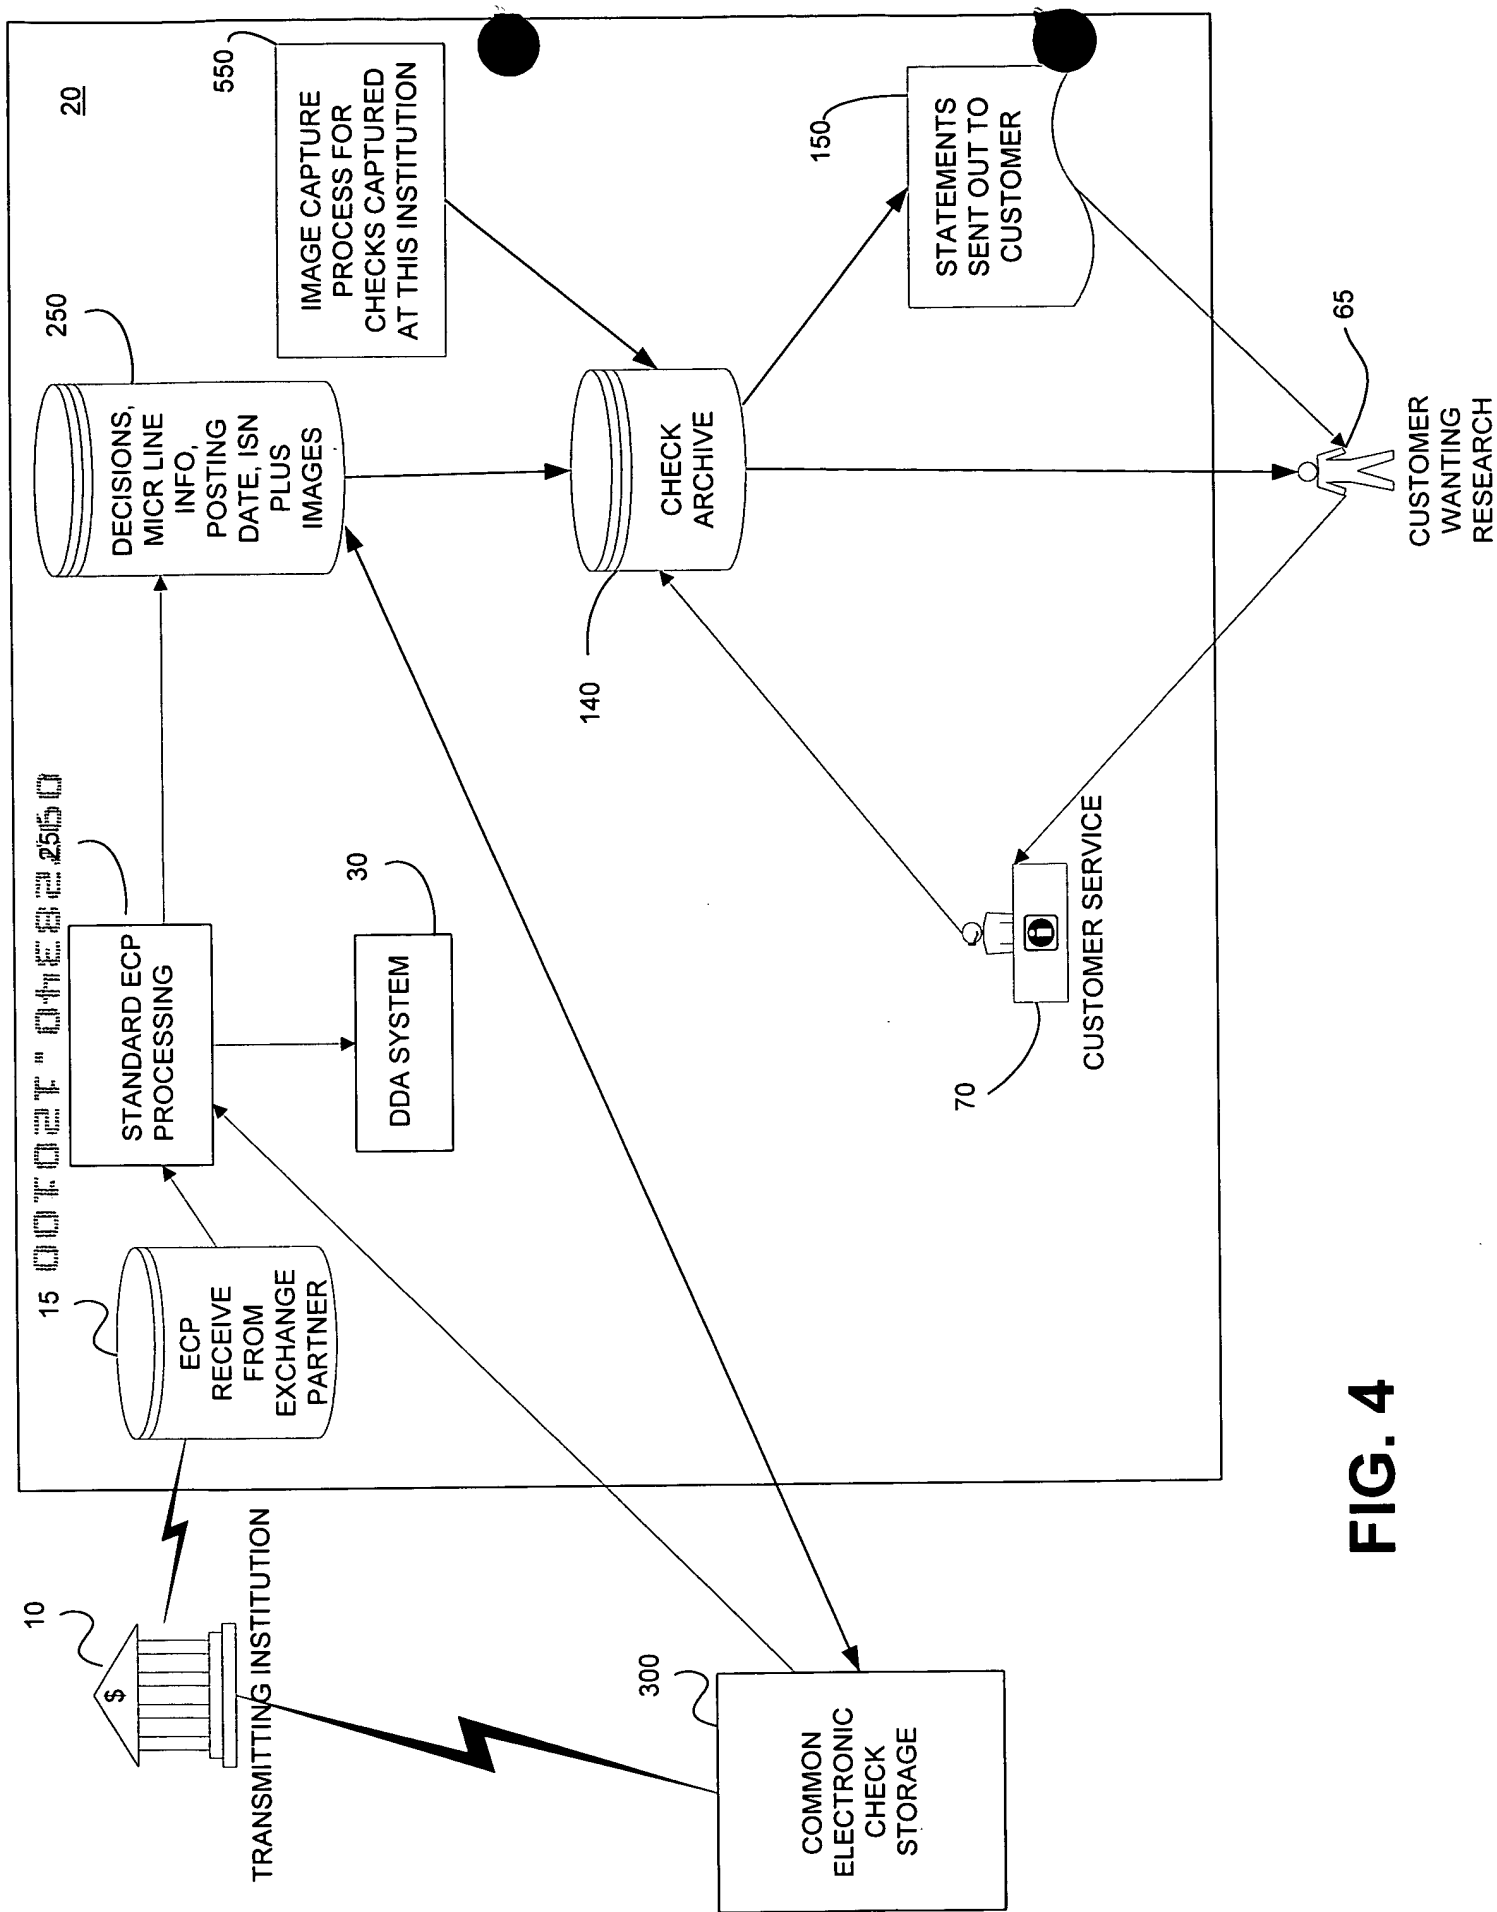 10
$
TRANSMITTING INSTITUTION
15
ECP
RECEIVE
FROM
EXCHANGE
PARTNER
STANDARD ECP
PROCESSING
30
DDA SYSTEM
250
DECISIONS,
MICR LINE
INFO,
POSTING
DATE, ISN
PLUS
IMAGES
20
550
IMAGE CAPTURE
PROCESS FOR
CHECKS CAPTURED
AT THIS INSTITUTION
300
COMMON
ELECTRONIC
CHECK
STORAGE
140
CHECK
ARCHIVE
150
STATEMENTS
SENT OUT TO
CUSTOMER
70
i
CUSTOMER SERVICE
65
CUSTOMER
WANTING
RESEARCH
FIG. 4